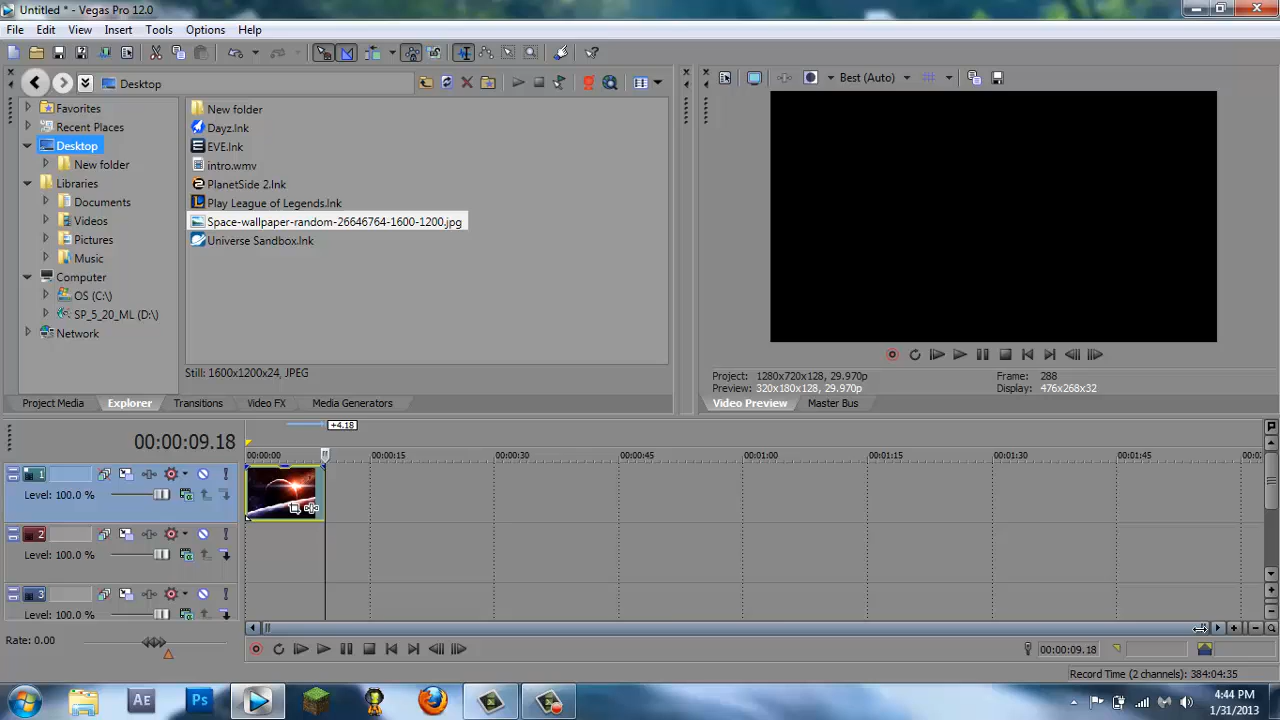 Untitled * - Vegas Pro 12.0
File Edit View Insert Tools Options Help
Desktop
Best (Auto)
Favorites
Recent Places
Desktop
New folder
Libraries
Documents
Videos
Pictures
Music
Computer
OS (C:\)
SP_5_20_ML (D:\)
Network
New folder
Dayz.lnk
EVE.lnk
intro.wmv
PlanetSide 2.lnk
Play League of Legends.lnk
Space-wallpaper-random-26646764-1600-1200.jpg
Universe Sandbox.lnk
Still: 1600x1200x24, JPEG
Project: 1280x720x128, 29.970p Frame: 288
Preview: 320x180x128, 29.970p Display: 476x268x32
Project Media Explorer Transitions Video FX Media Generators
Video Preview Master Bus
+4.18
00:00:09.18
00:00:00 00:00:15 00:00:30 00:00:45 00:01:00 00:01:15 00:01:30 00:01:45
1
Level: 100.0 %
2
Level: 100.0 %
3
Level: 100.0 %
Rate: 0.00
00:00:09.18
Record Time (2 channels): 384:04:35
AE Ps
4:44 PM
1/31/2013